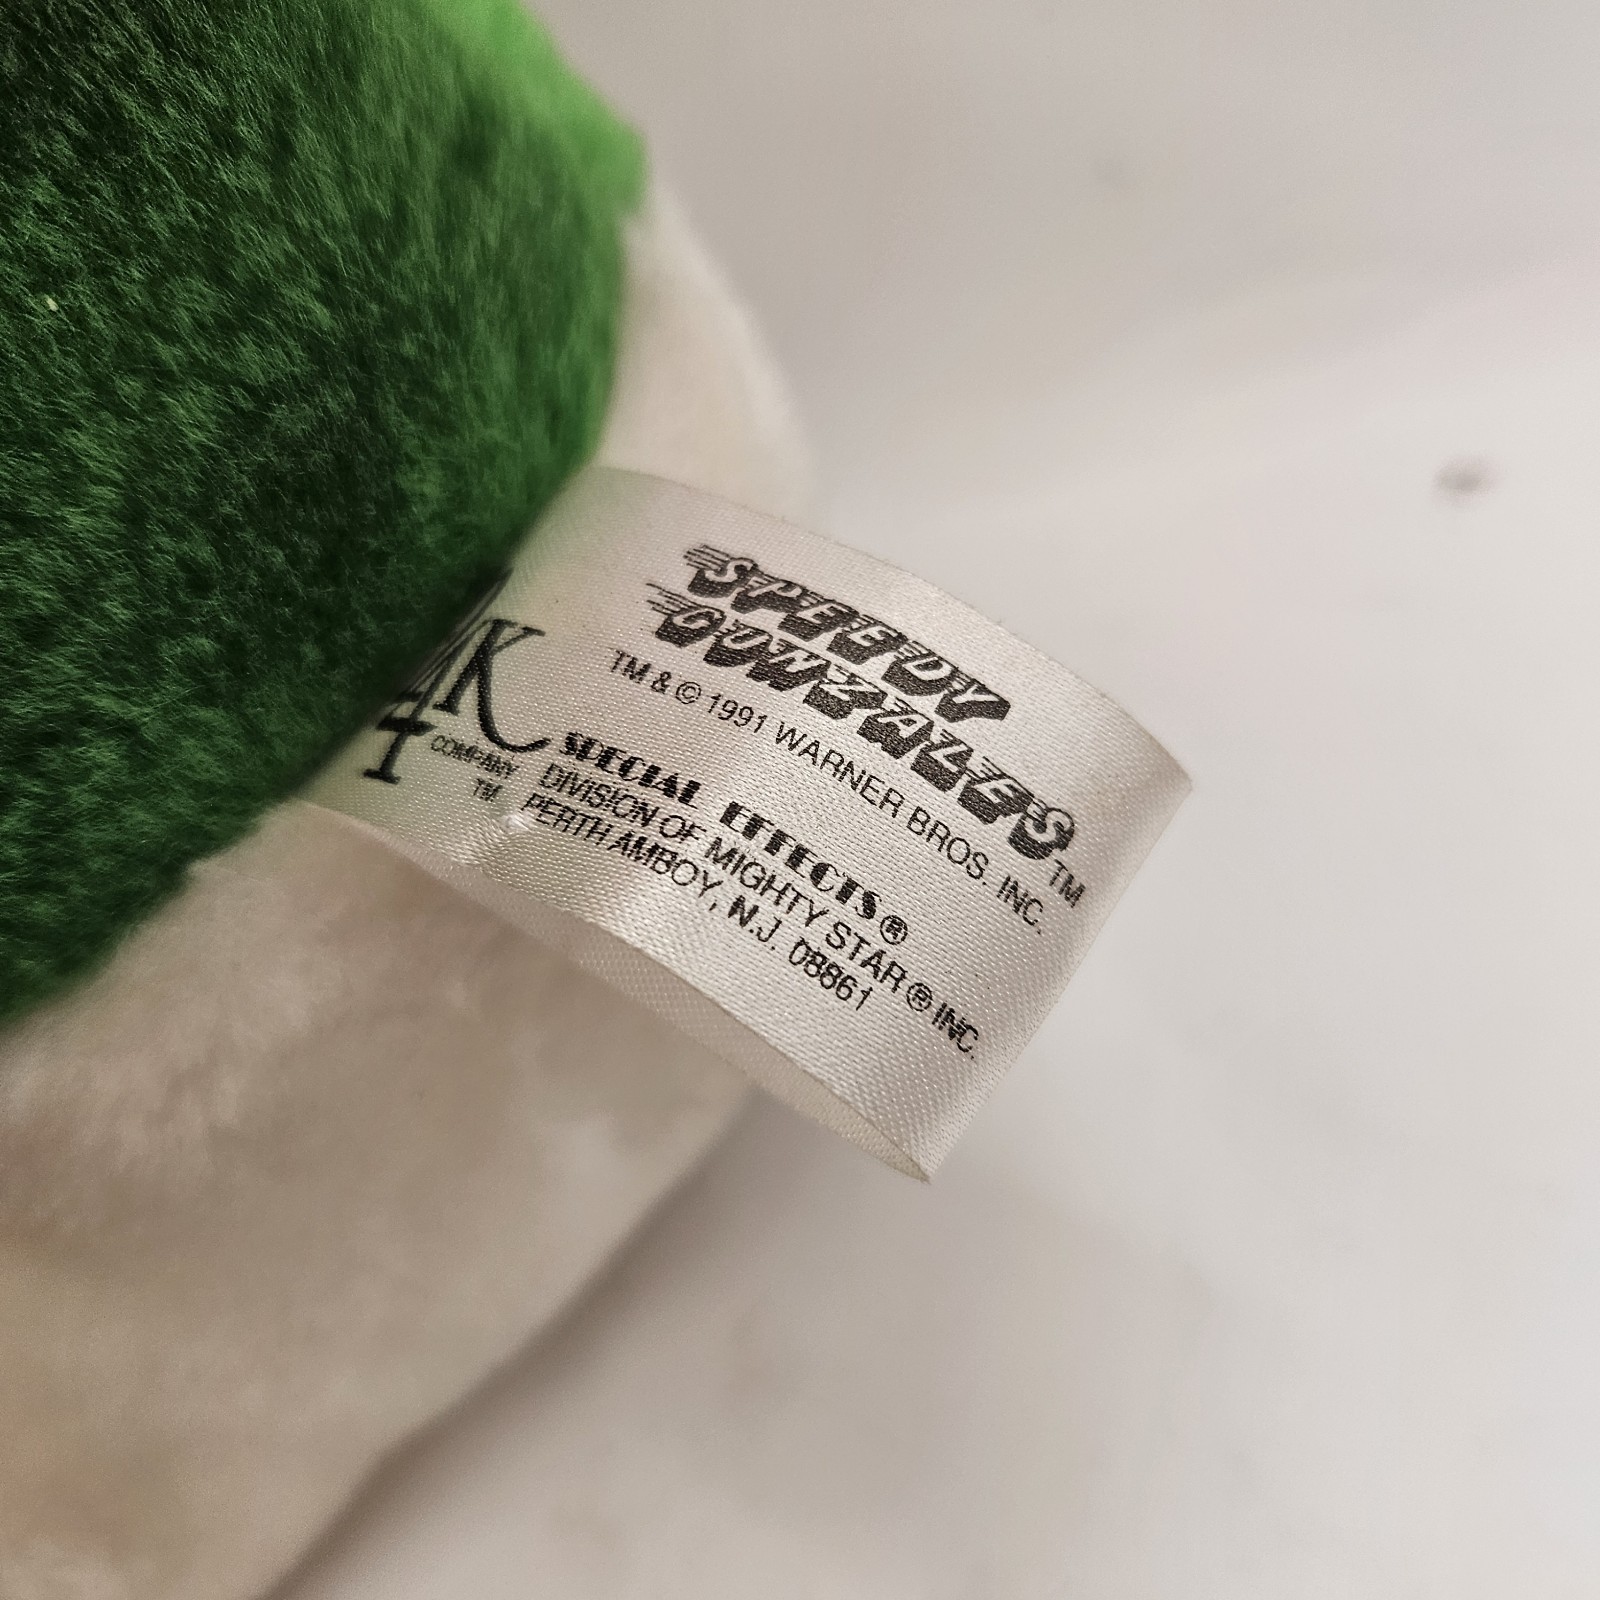 SPEEDY
GONZALES™
TM & © 1991 WARNER BROS. INC.
24K
COMPANY
TM
SPECIAL EFFECTS®
DIVISION OF MIGHTY STAR® INC.
PERTH AMBOY, N.J. 08861